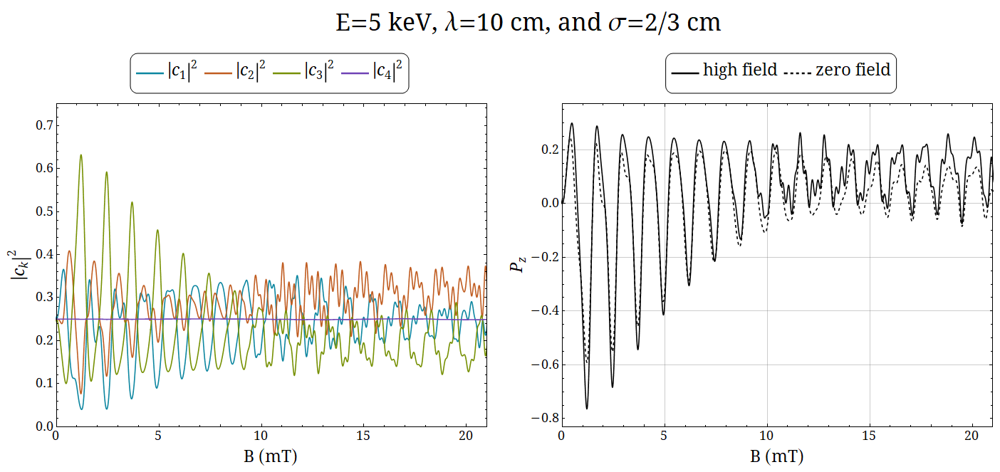 E=5 keV, λ=10 cm, and σ=2/3 cm
|c₁|² |c₂|² |c₃|² |c₄|²
high field zero field
|cₖ|²
0.7
0.6
0.5
0.4
0.3
0.2
0.1
0.0
0 5 10 15 20
B (mT)
P_z
0.2
0.0
−0.2
−0.4
−0.6
−0.8
0 5 10 15 20
B (mT)